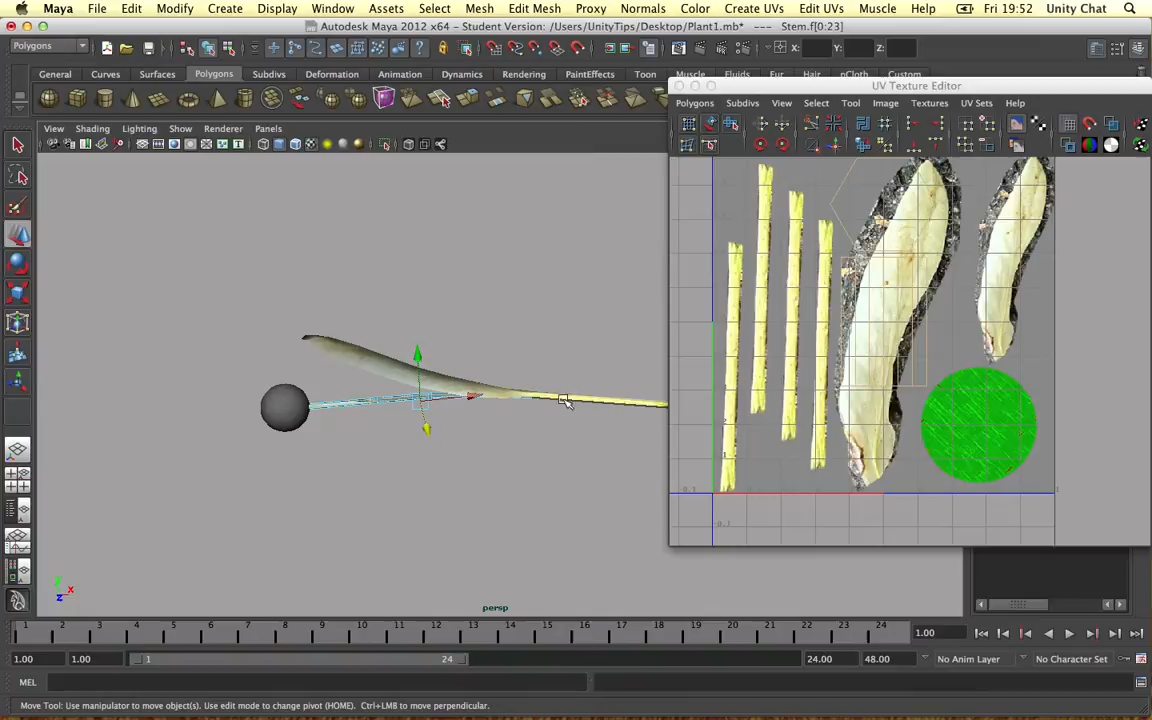 Maya File Edit Modify Create Display Window Assets Select Mesh Edit Mesh Proxy Normals Color Create UVs Edit UVs Muscle Help Fri 19:52 Unity Chat
Autodesk Maya 2012 x64 - Student Version: /Users/UnityTips/Desktop/Plant1.mb* - Stem.f[0:23]
Polygons X: Y: Z:
General Curves Surfaces Polygons Subdivs Deformation Animation Dynamics Rendering PaintEffects Toon Muscle Fluids Fur Hair nCloth Custom
UV Texture Editor
Polygons Subdivs View Select Tool Image Textures UV Sets Help
View Shading Lighting Show Renderer Panels
-0.1 1
-0.1
y x
z
persp
1 2 3 4 5 6 7 8 9 10 11 12 13 14 15 16 17 18 19 20 21 22 23 24 1.00
1.00 1.00 1 24 24.00 48.00 No Anim Layer No Character Set
MEL
Move Tool: Use manipulator to move object(s). Use edit mode to change pivot (HOME). Ctrl+LMB to move perpendicular.